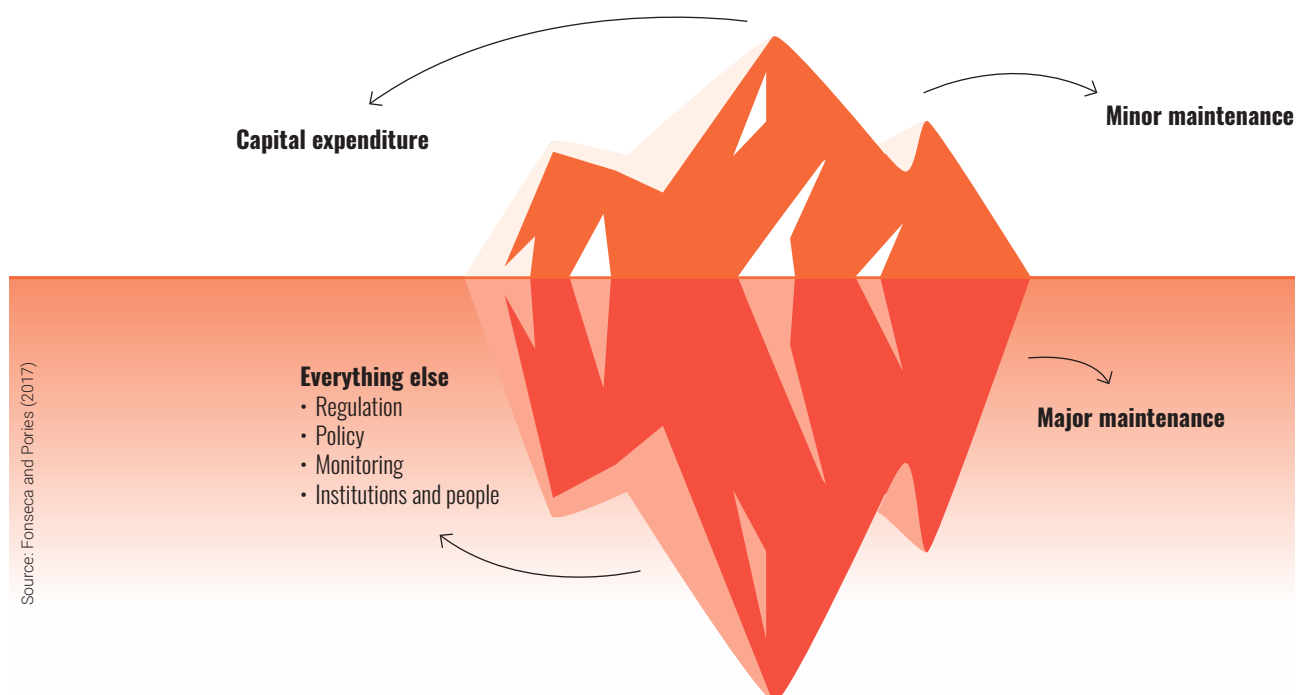 Capital expenditure
Minor maintenance
Everything else
• Regulation
• Policy
• Monitoring
• Institutions and people
Major maintenance
Source: Fonseca and Pories (2017)